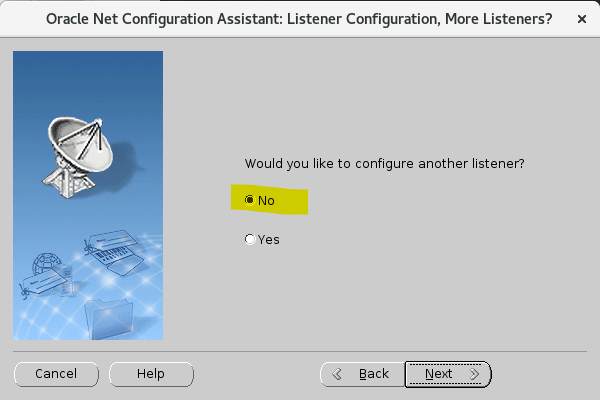 Oracle Net Configuration Assistant: Listener Configuration, More Listeners?
Would you like to configure another listener?
No
Yes
Cancel
Help
Back
Next